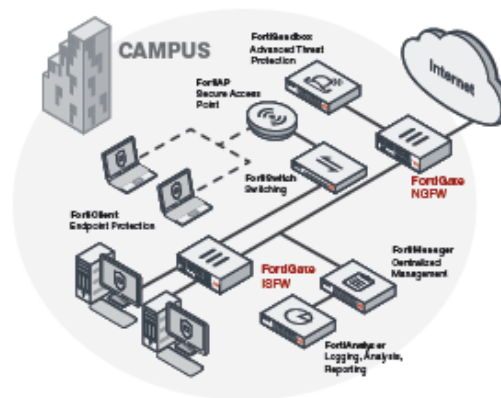 CAMPUS
FortiSandbox
Advanced Threat
Protection
Internet
FortiAP
Secure Access
Point
FortiGate
NGFW
FortiSwitch
Switching
FortiClient
Endpoint Protection
FortiManager
Centralized
Management
FortiGate
ISFW
FortiAnalyzer
Logging, Analysis,
Reporting